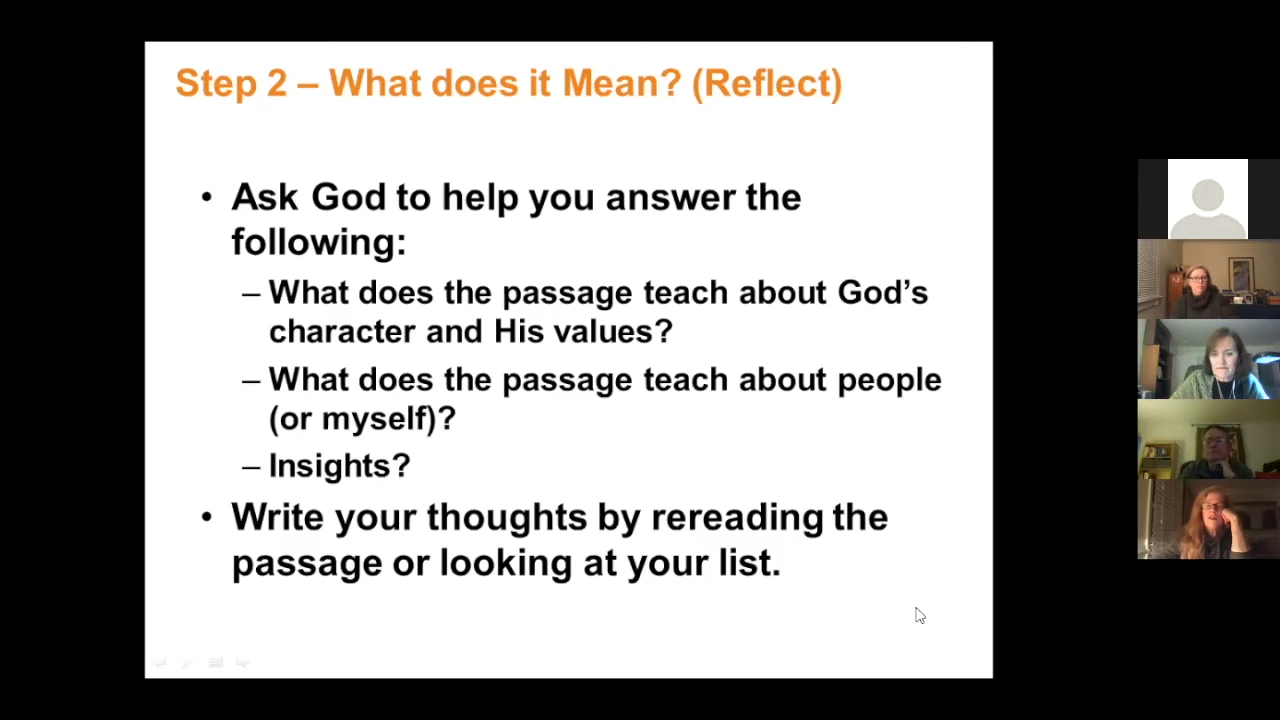 Step 2 – What does it Mean? (Reflect)
• Ask God to help you answer the
following:
– What does the passage teach about God’s
character and His values?
– What does the passage teach about people
(or myself)?
– Insights?
• Write your thoughts by rereading the
passage or looking at your list.